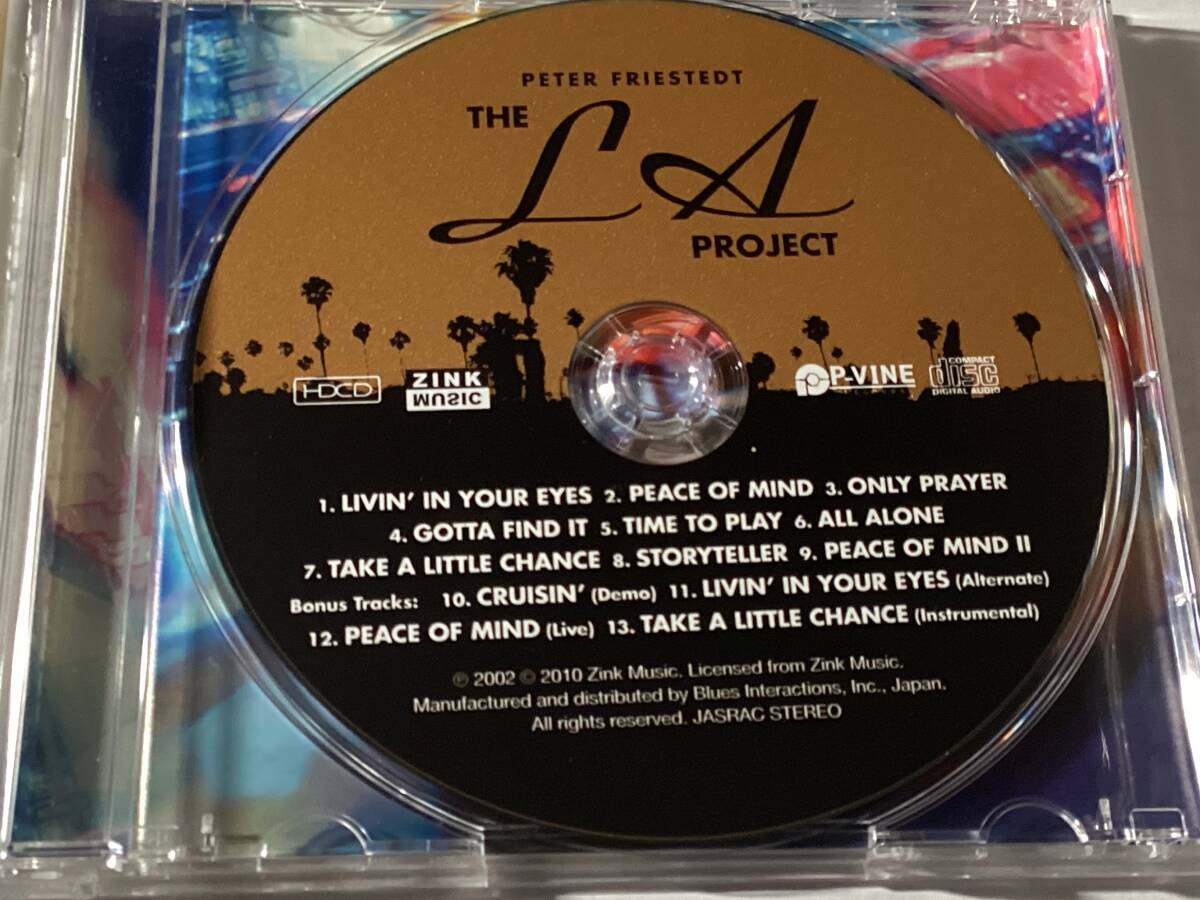 PETER FRIESTEDT
THE LA
PROJECT
HDCD
ZINK
MUSIC
P-VINE
COMPACT
disc
DIGITAL AUDIO
1. LIVIN' IN YOUR EYES 2. PEACE OF MIND 3. ONLY PRAYER
4. GOTTA FIND IT 5. TIME TO PLAY 6. ALL ALONE
7. TAKE A LITTLE CHANCE 8. STORYTELLER 9. PEACE OF MIND II
Bonus Tracks: 10. CRUISIN' (Demo) 11. LIVIN' IN YOUR EYES (Alternate)
12. PEACE OF MIND (Live) 13. TAKE A LITTLE CHANCE (Instrumental)
℗ 2002 © 2010 Zink Music. Licensed from Zink Music.
Manufactured and distributed by Blues Interactions, Inc., Japan.
All rights reserved. JASRAC STEREO